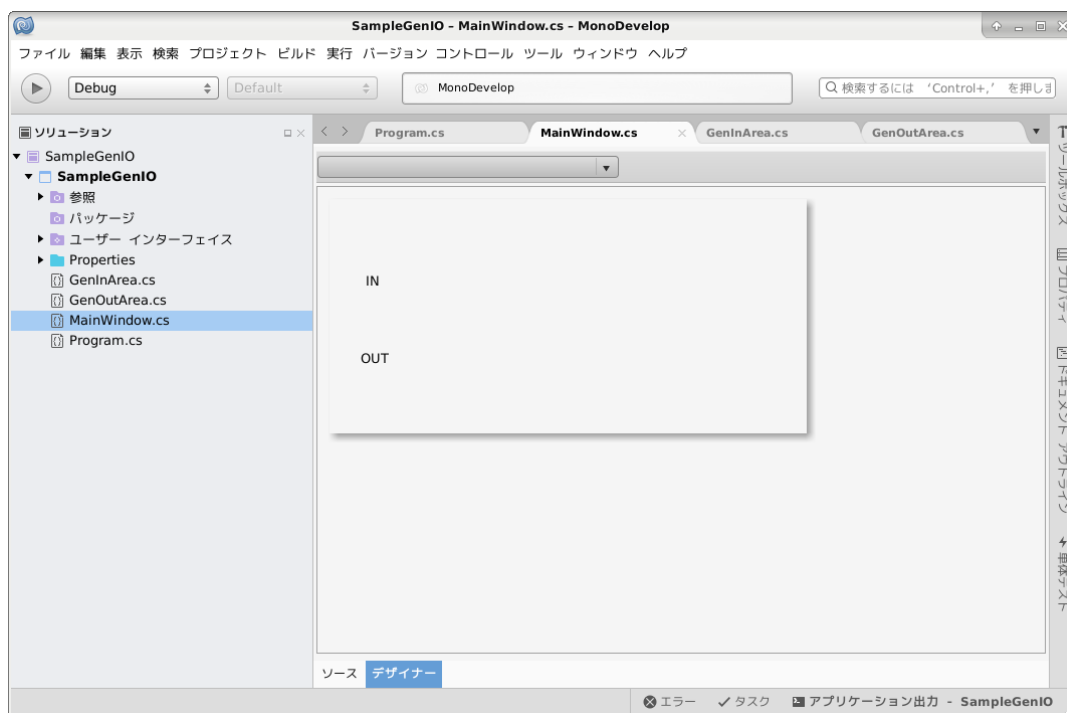 SampleGenIO - MainWindow.cs - MonoDevelop
ファイル 編集 表示 検索 プロジェクト ビルド 実行 バージョン コントロール ツール ウィンドウ ヘルプ
Debug Default MonoDevelop 検索するには 'Control+,' を押しま
ソリューション
Program.cs MainWindow.cs GenInArea.cs GenOutArea.cs
SampleGenIO
SampleGenIO
参照
パッケージ
ユーザー インターフェイス
Properties
GenInArea.cs
GenOutArea.cs
MainWindow.cs
Program.cs
IN
OUT
ツールボックス
プロパティ
ドキュメント アウトライン
単体テスト
ソース デザイナー
エラー タスク アプリケーション出力 - SampleGenIO